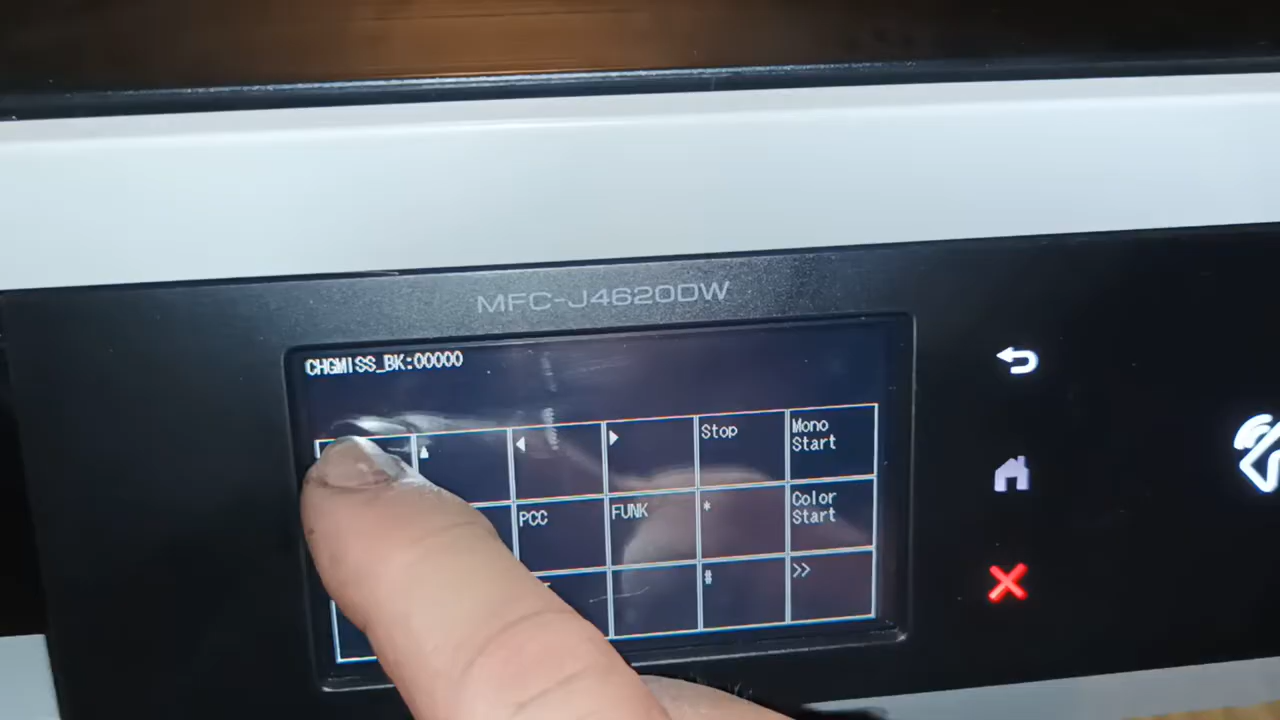 MFC-J4620DW
CHGMISS_BK:00000
Stop
Mono
Start
PCC
FUNK
*
Color
Start
#
>>